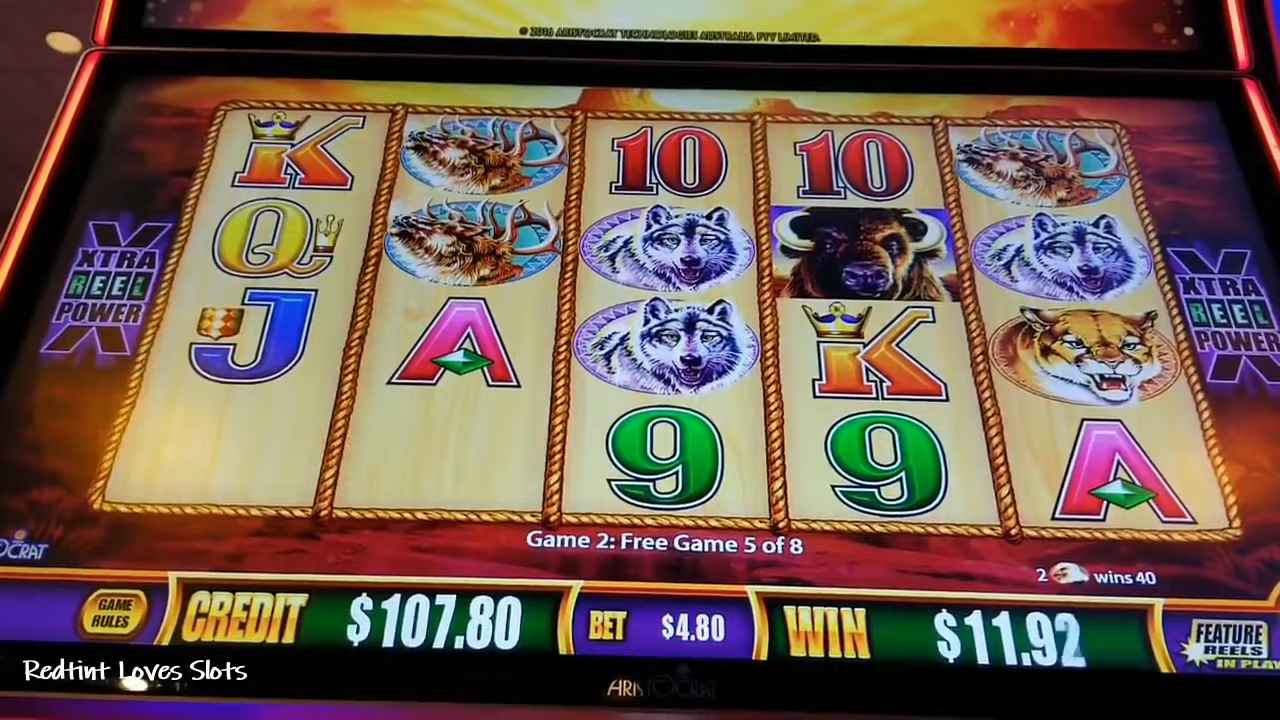 © 2016 ARISTOCRAT TECHNOLOGIES AUSTRALIA PTY LIMITED.
K 10 10
Q
J A K
9 9 A
XTRA
REEL
POWER
XTRA
REEL
POWER
Game 2: Free Game 5 of 8
2 wins 40
GAME
RULES
CREDIT $107.80 BET $4.80 WIN $11.92
FEATURE
REELS
IN PLAY
Redtint Loves Slots
ARISTOCRAT